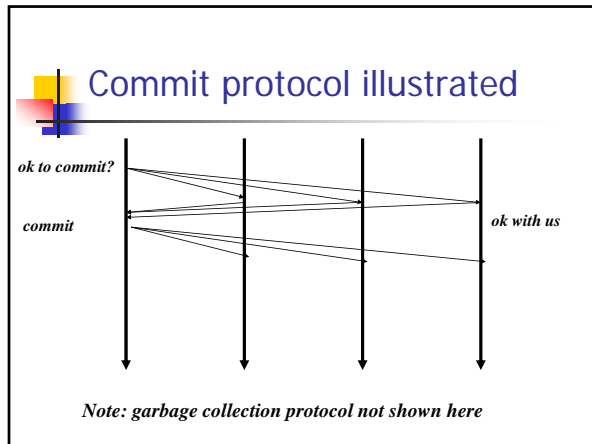 Commit protocol illustrated
ok to commit?
commit
ok with us
Note: garbage collection protocol not shown here